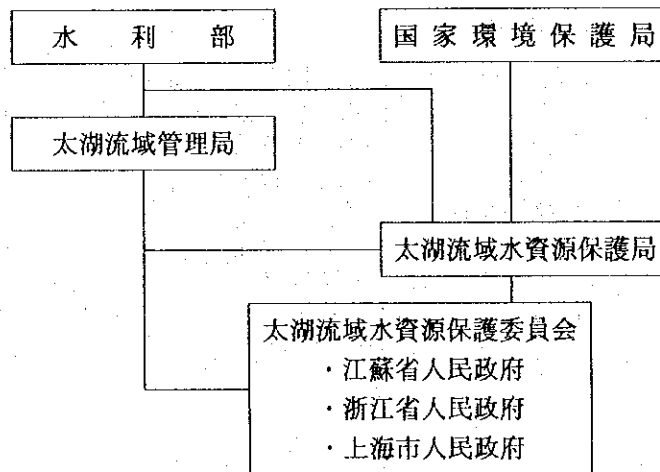 水利部
国家環境保護局
太湖流域管理局
太湖流域水資源保護局
太湖流域水資源保護委員会
・江蘇省人民政府
・浙江省人民政府
・上海市人民政府